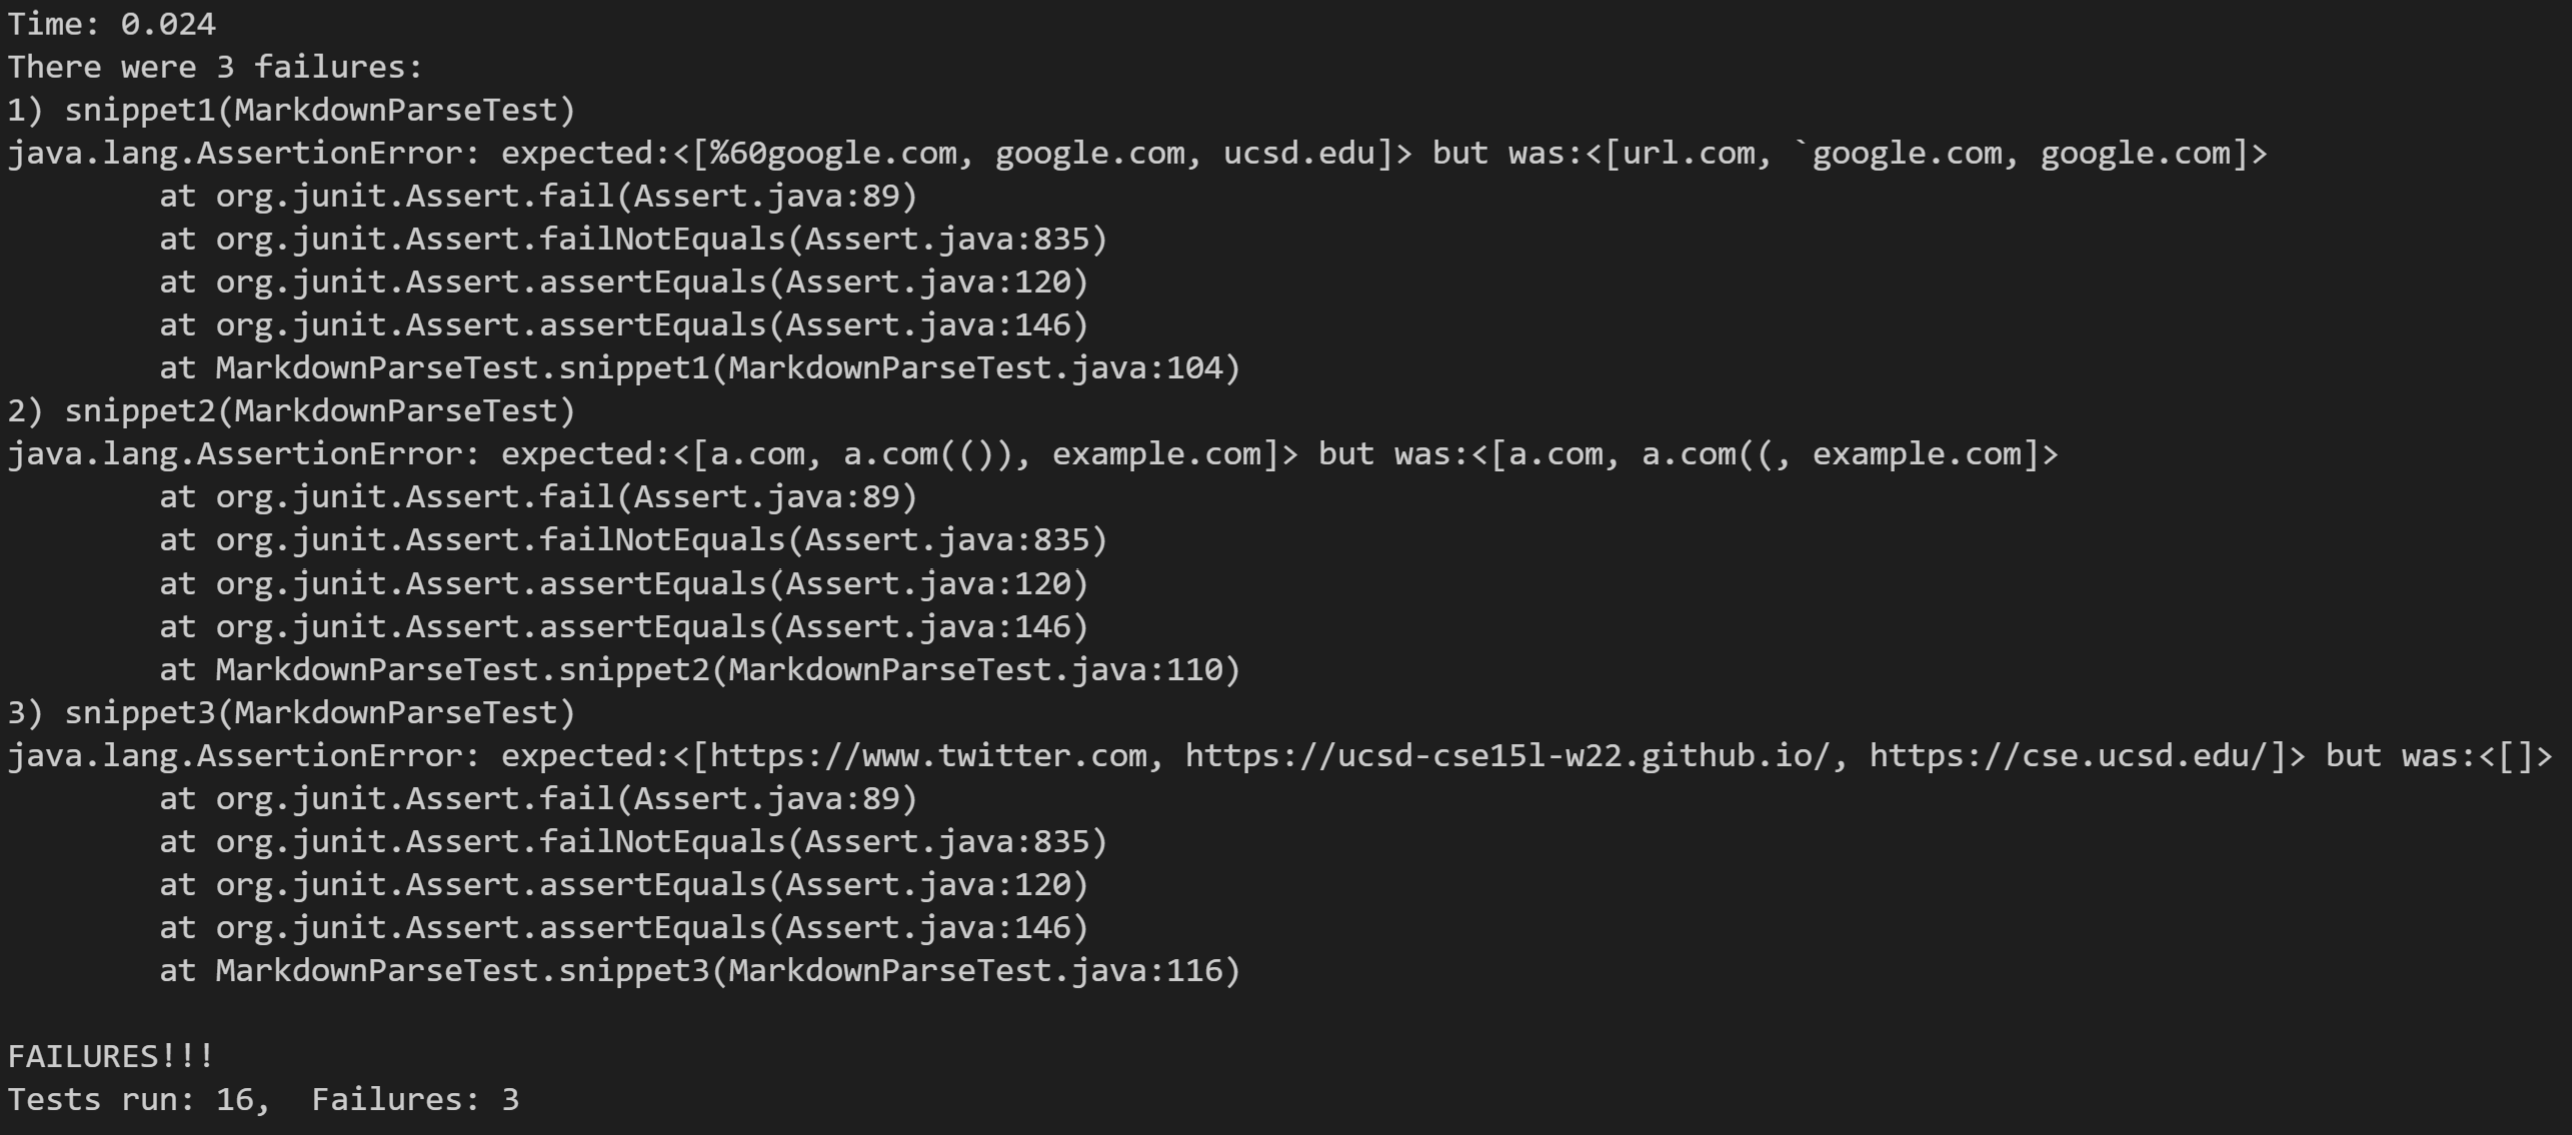 Time: 0.024
There were 3 failures:
1) snippet1(MarkdownParseTest)
java.lang.AssertionError: expected:<[%60google.com, google.com, ucsd.edu]> but was:<[url.com, `google.com, google.com]>
        at org.junit.Assert.fail(Assert.java:89)
        at org.junit.Assert.failNotEquals(Assert.java:835)
        at org.junit.Assert.assertEquals(Assert.java:120)
        at org.junit.Assert.assertEquals(Assert.java:146)
        at MarkdownParseTest.snippet1(MarkdownParseTest.java:104)
2) snippet2(MarkdownParseTest)
java.lang.AssertionError: expected:<[a.com, a.com(()), example.com]> but was:<[a.com, a.com((, example.com]>
        at org.junit.Assert.fail(Assert.java:89)
        at org.junit.Assert.failNotEquals(Assert.java:835)
        at org.junit.Assert.assertEquals(Assert.java:120)
        at org.junit.Assert.assertEquals(Assert.java:146)
        at MarkdownParseTest.snippet2(MarkdownParseTest.java:110)
3) snippet3(MarkdownParseTest)
java.lang.AssertionError: expected:<[https://www.twitter.com, https://ucsd-cse15l-w22.github.io/, https://cse.ucsd.edu/]> but was:<[]>
        at org.junit.Assert.fail(Assert.java:89)
        at org.junit.Assert.failNotEquals(Assert.java:835)
        at org.junit.Assert.assertEquals(Assert.java:120)
        at org.junit.Assert.assertEquals(Assert.java:146)
        at MarkdownParseTest.snippet3(MarkdownParseTest.java:116)

FAILURES!!!
Tests run: 16,  Failures: 3